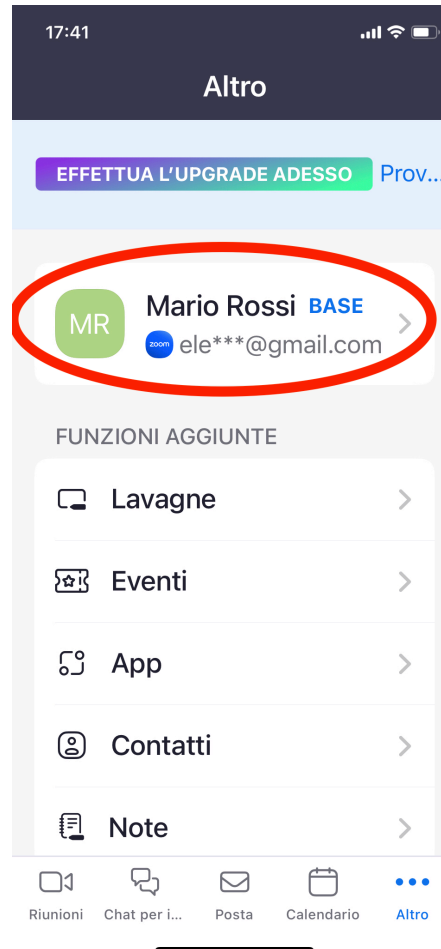 17:41
Altro
EFFETTUA L'UPGRADE ADESSO Prov...
MR
Mario Rossi BASE
zoom ele***@gmail.com
FUNZIONI AGGIUNTE
Lavagne
Eventi
App
Contatti
Note
Riunioni Chat per i... Posta Calendario Altro